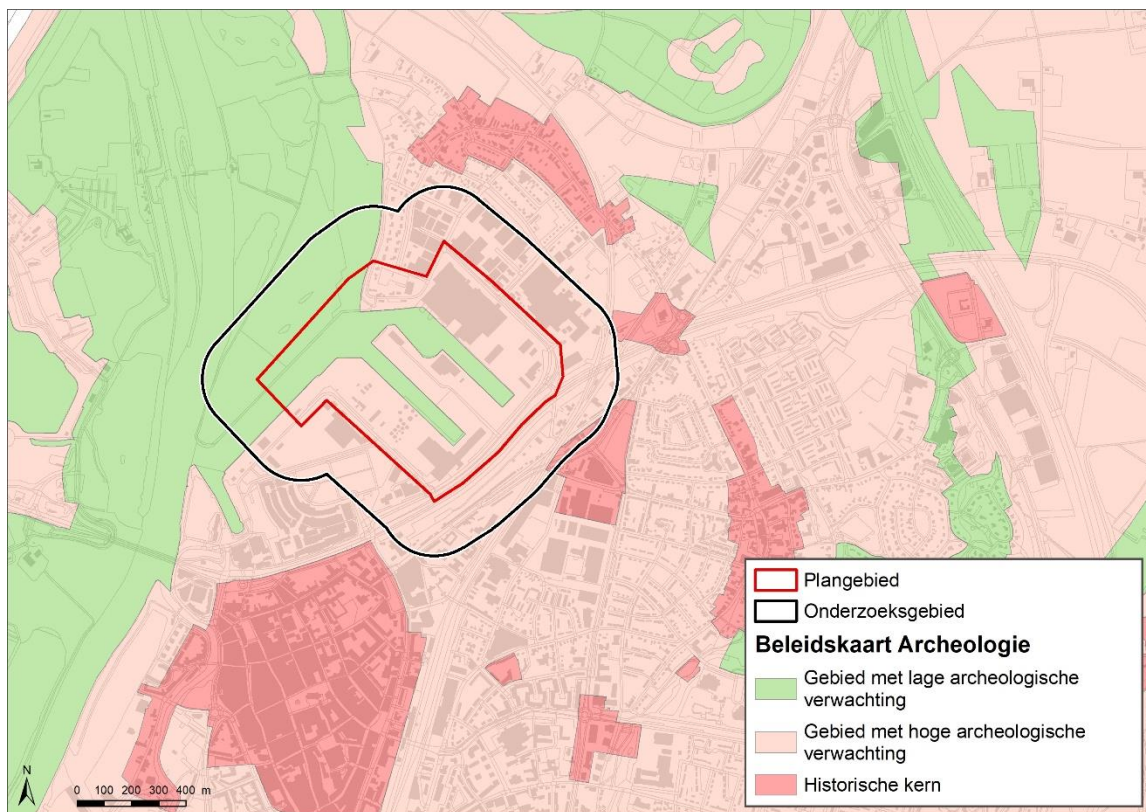 Plangebied
Onderzoeksgebied
Beleidskaart Archeologie
Gebied met lage archeologische
verwachting
Gebied met hoge archeologische
verwachting
Historische kern
N
0 100 200 300 400 m